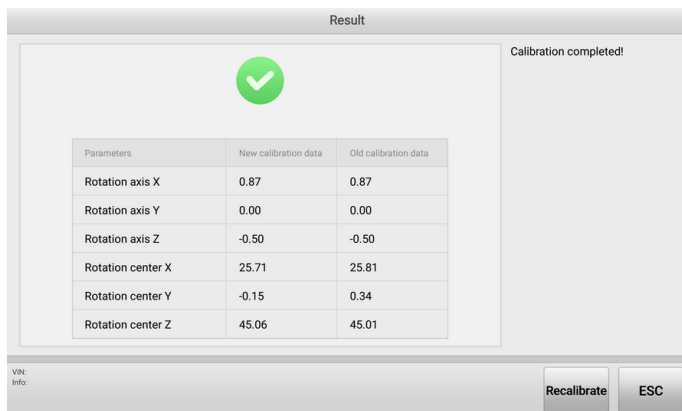 Result
Calibration completed!
Parameters New calibration data Old calibration data
Rotation axis X 0.87 0.87
Rotation axis Y 0.00 0.00
Rotation axis Z -0.50 -0.50
Rotation center X 25.71 25.81
Rotation center Y -0.15 0.34
Rotation center Z 45.06 45.01
VIN:
Info:
Recalibrate ESC